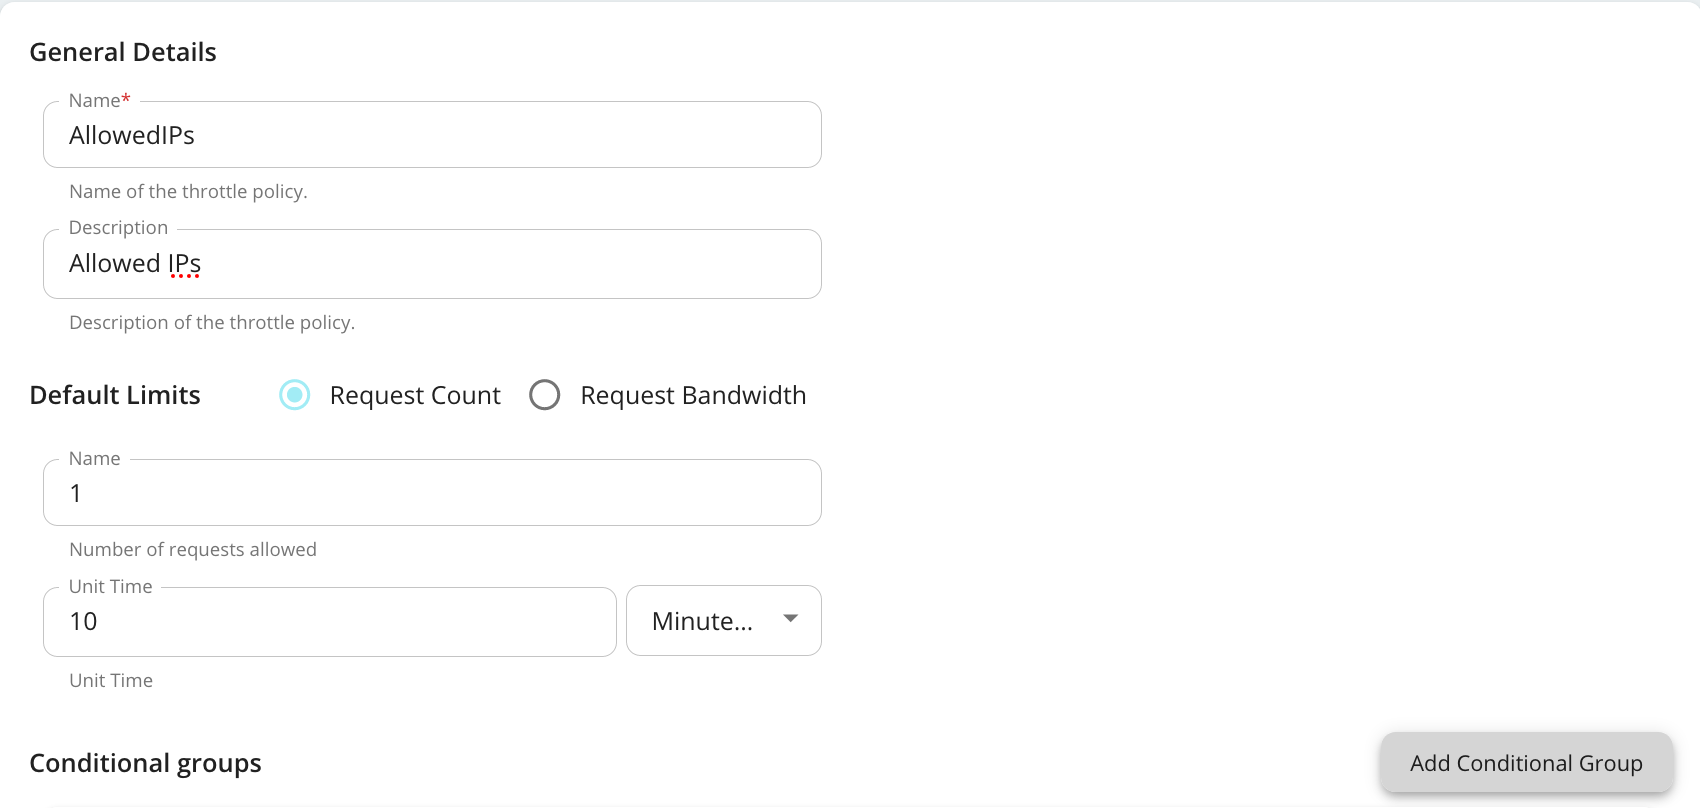 General Details
Name*
AllowedIPs
Name of the throttle policy.
Description
Allowed IPs
Description of the throttle policy.
Default Limits Request Count Request Bandwidth
Name
1
Number of requests allowed
Unit Time
10 Minute...
Unit Time
Conditional groups Add Conditional Group